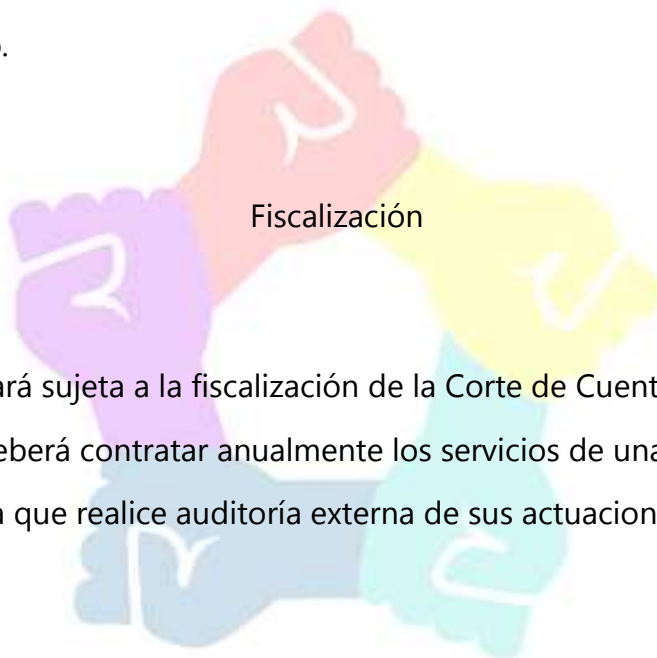 .
Fiscalización
ará sujeta a la fiscalización de la Corte de Cuent
eberá contratar anualmente los servicios de una
a que realice auditoría externa de sus actuacion